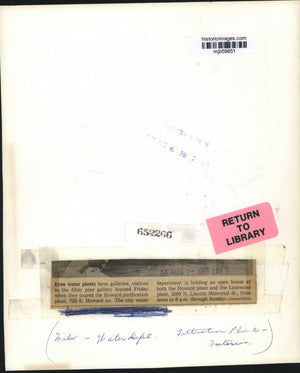 historicimages.com
mjb59851
652266
RETURN
TO
LIBRARY
Even water plants have galleries, visitors
to the filter pipe gallery learned Friday
when they toured the Howard purification
plant, 725 E. Howard av. The city water
department is holding an open house at
both the Howard plant and the Linnwood
plant, 3000 N. Lincoln Memorial dr., from
noon to 6 p.m. through Sunday.
Milw - Water Dept. Filtration Plant -